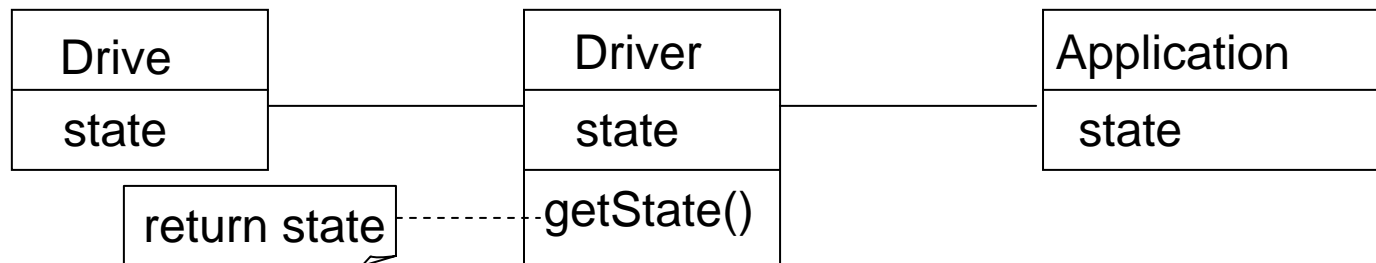 Drive
state
Driver
state
getState()
return state
Application
state